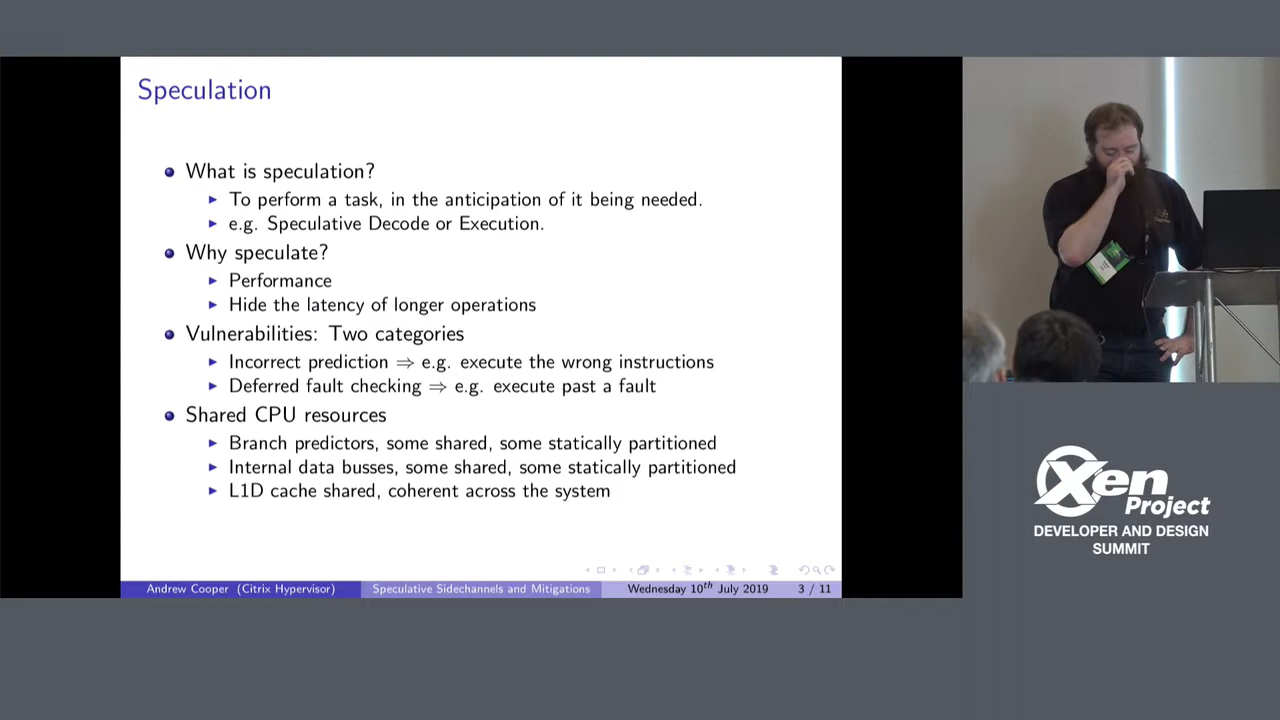 Speculation
What is speculation?
To perform a task, in the anticipation of it being needed.
e.g. Speculative Decode or Execution.
Why speculate?
Performance
Hide the latency of longer operations
Vulnerabilities: Two categories
Incorrect prediction ⇒ e.g. execute the wrong instructions
Deferred fault checking ⇒ e.g. execute past a fault
Shared CPU resources
Branch predictors, some shared, some statically partitioned
Internal data busses, some shared, some statically partitioned
L1D cache shared, coherent across the system
Andrew Cooper (Citrix Hypervisor) Speculative Sidechannels and Mitigations Wednesday 10th July 2019 3 / 11
Xen
Project
DEVELOPER AND DESIGN
SUMMIT